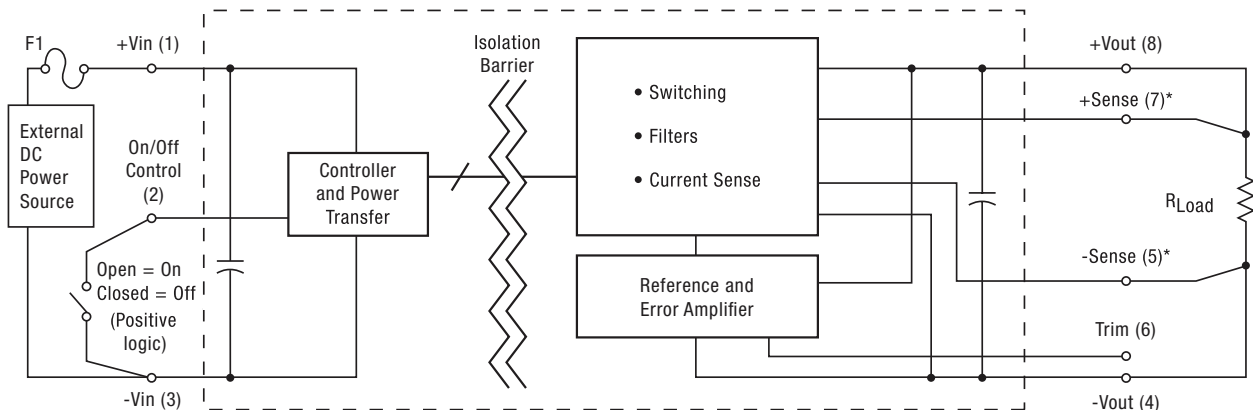 F1
+Vin (1)
External
DC
Power
Source
On/Off
Control
(2)
Open = On
Closed = Off
(Positive
logic)
-Vin (3)
Controller
and Power
Transfer
Isolation
Barrier
• Switching
• Filters
• Current Sense
Reference and
Error Amplifier
+Vout (8)
+Sense (7)*
RLoad
-Sense (5)*
Trim (6)
-Vout (4)